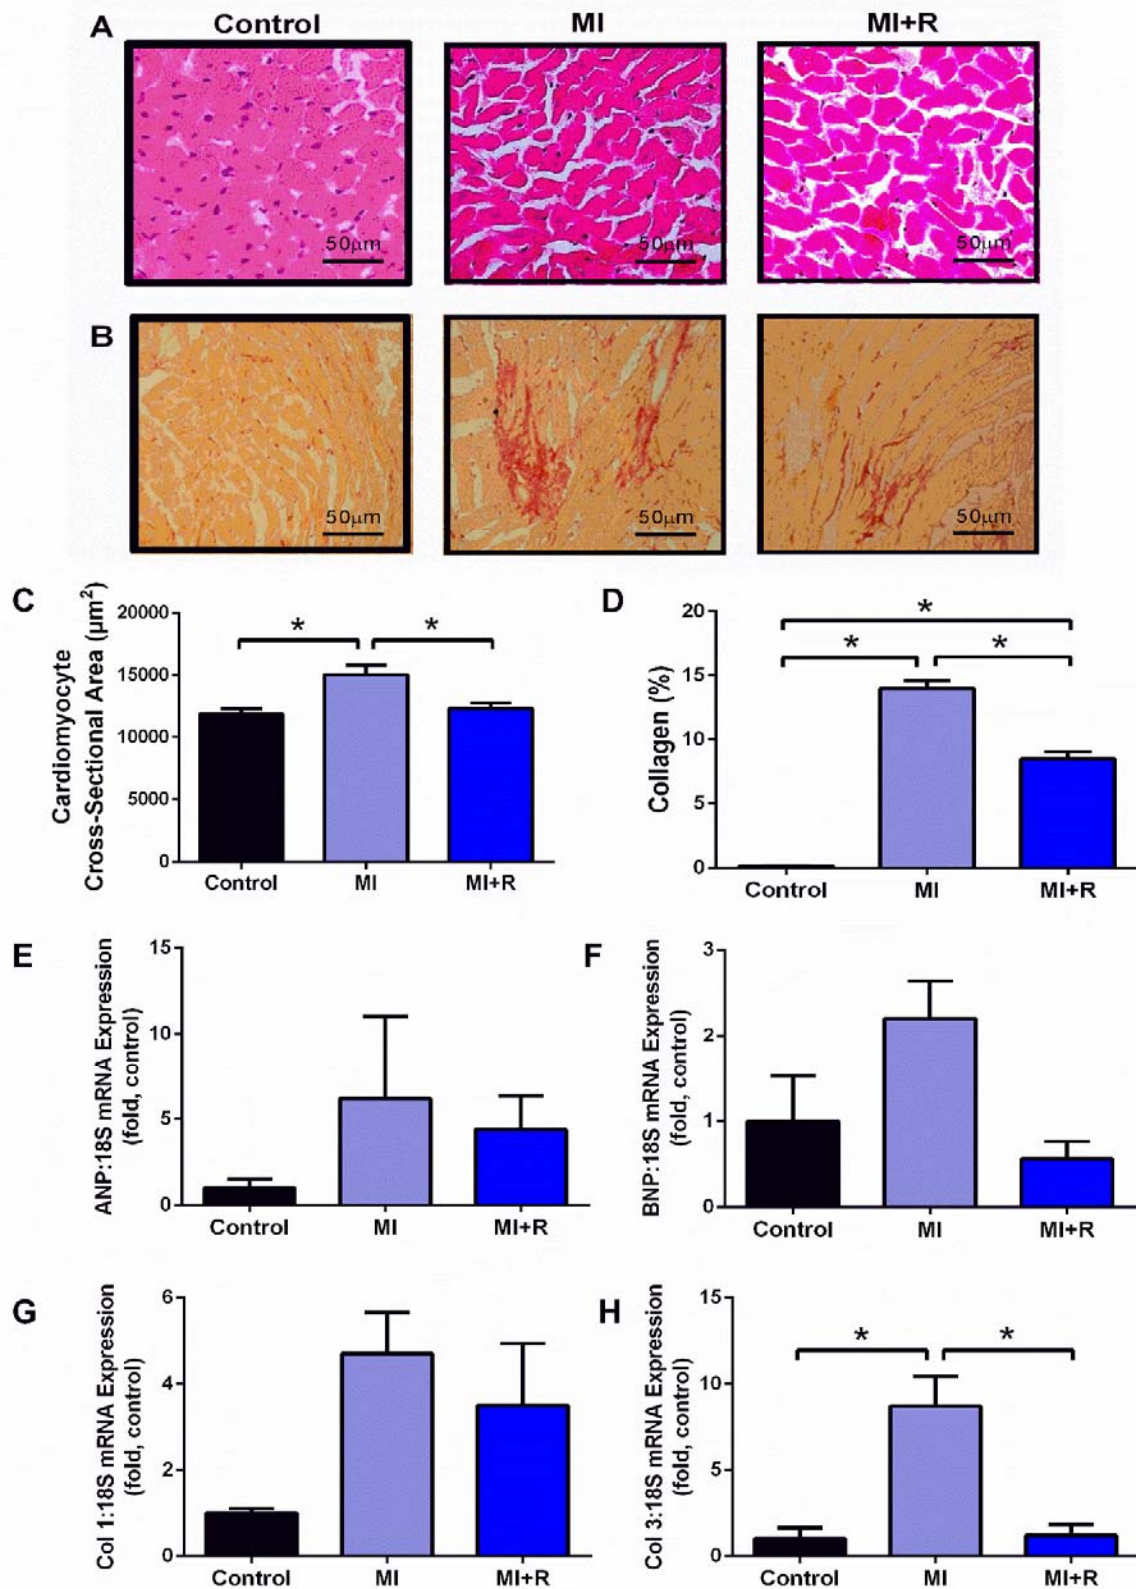 A Control MI MI+R
50μm 50μm 50μm
B
50μm 50μm 50μm
C
Cardiomyocyte
Cross-Sectional Area (μm²)
20000
15000
10000
5000
0
* *
Control MI MI+R
D
Collagen (%)
20
15
10
5
0
*
* *
Control MI MI+R
E
ANP:18S mRNA Expression
(fold, control)
15
10
5
0
Control MI MI+R
F
BNP:18S mRNA Expression
(fold, control)
3
2
1
0
Control MI MI+R
G
Col 1:18S mRNA Expression
(fold, control)
6
4
2
0
Control MI MI+R
H
Col 3:18S mRNA Expression
(fold, control)
15
10
5
0
* *
Control MI MI+R